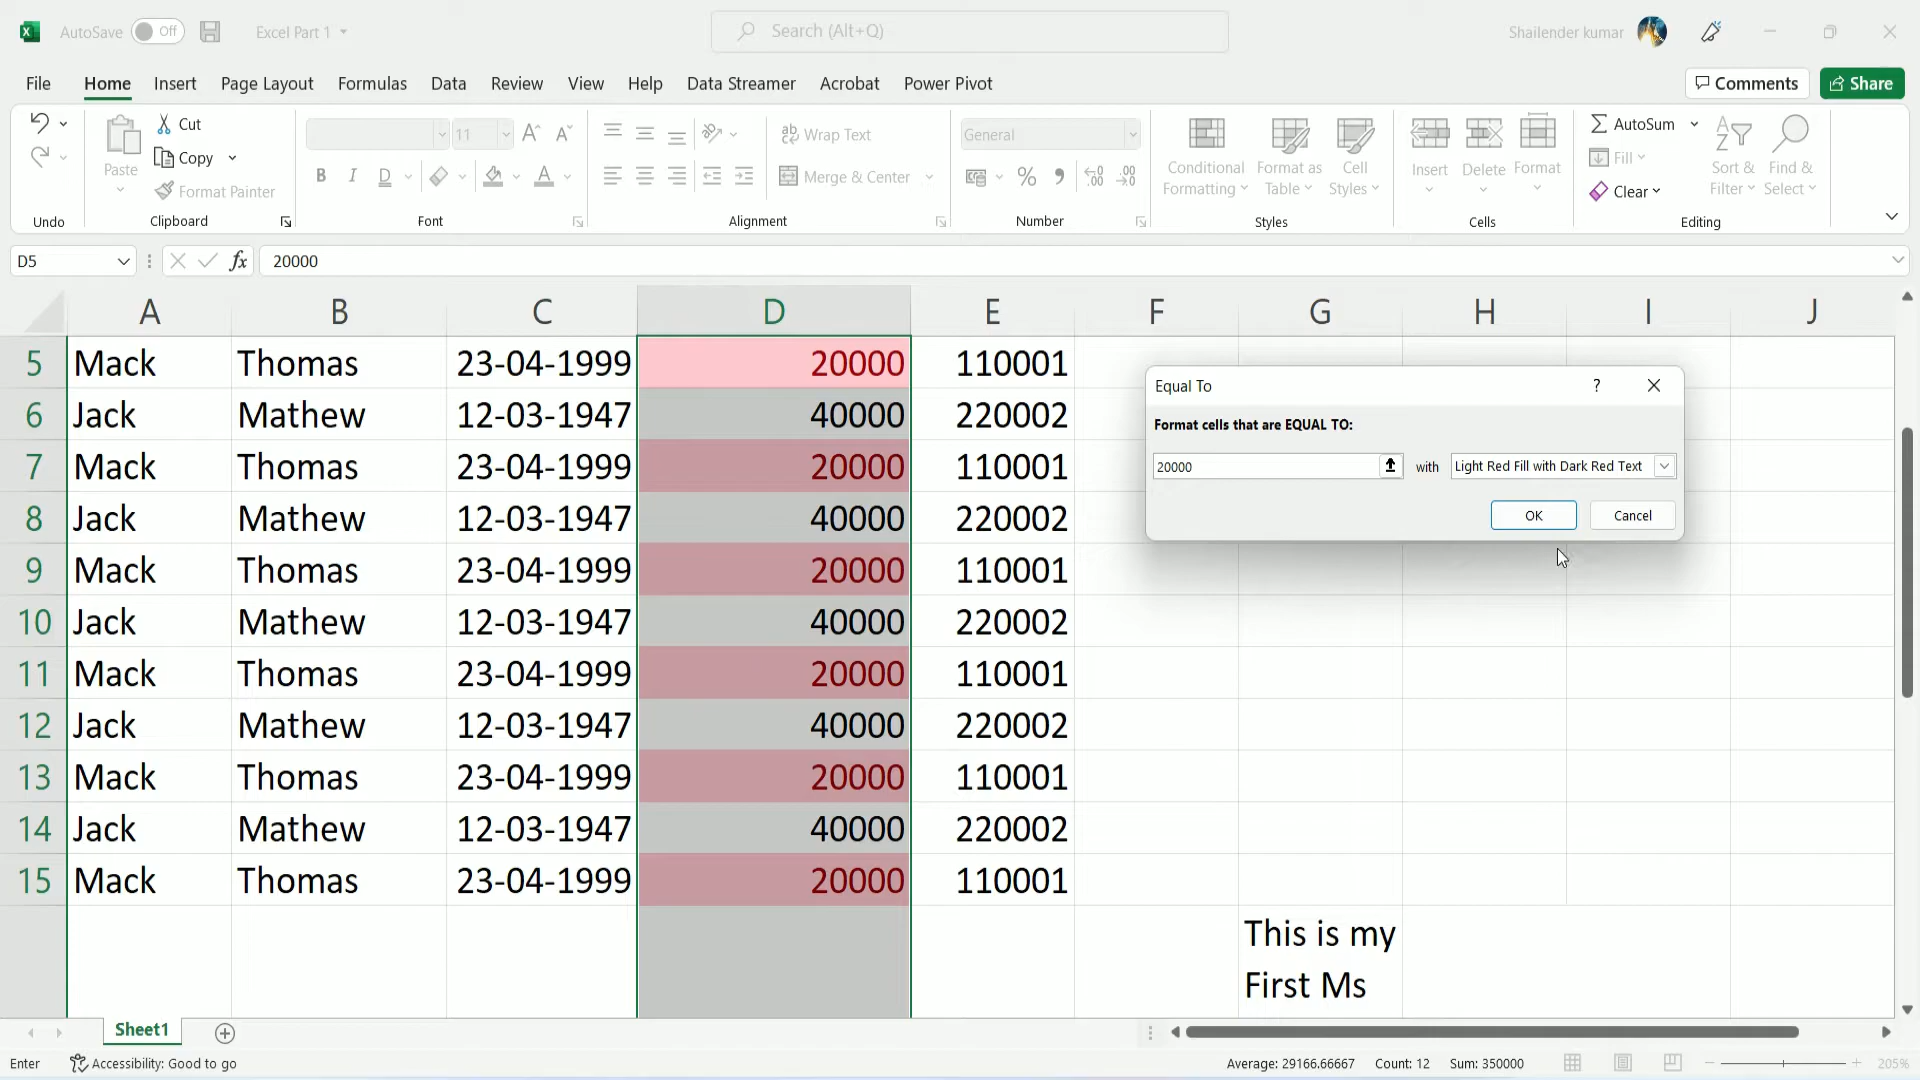 AutoSave Off Excel Part 1 Search (Alt+Q) Shailender kumar
File Home Insert Page Layout Formulas Data Review View Help Data Streamer Acrobat Power Pivot Comments Share
Paste Cut Copy Format Painter
11 B I D A
Wrap Text Merge & Center
General % 9
Conditional Formatting Format as Table Cell Styles
Insert Delete Format
AutoSum Fill Clear Sort & Filter Find & Select
Undo Clipboard Font Alignment Number Styles Cells Editing
D5 fx 20000
A B C D E F G H I J
5 Mack Thomas 23-04-1999 20000 110001
6 Jack Mathew 12-03-1947 40000 220002
7 Mack Thomas 23-04-1999 20000 110001
8 Jack Mathew 12-03-1947 40000 220002
9 Mack Thomas 23-04-1999 20000 110001
10 Jack Mathew 12-03-1947 40000 220002
11 Mack Thomas 23-04-1999 20000 110001
12 Jack Mathew 12-03-1947 40000 220002
13 Mack Thomas 23-04-1999 20000 110001
14 Jack Mathew 12-03-1947 40000 220002
15 Mack Thomas 23-04-1999 20000 110001
This is my
First Ms
Equal To ?
Format cells that are EQUAL TO:
20000 with Light Red Fill with Dark Red Text
OK Cancel
Sheet1
Enter Accessibility: Good to go Average: 29166.66667 Count: 12 Sum: 350000 205%